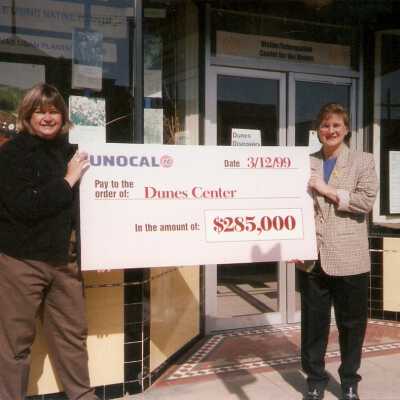 Visitor/Information
Center for the Dunes
Dunes
Discovery
UNOCAL 76
Date 3/12/99
Pay to the
order of: Dunes Center
In the amount of: $285,000